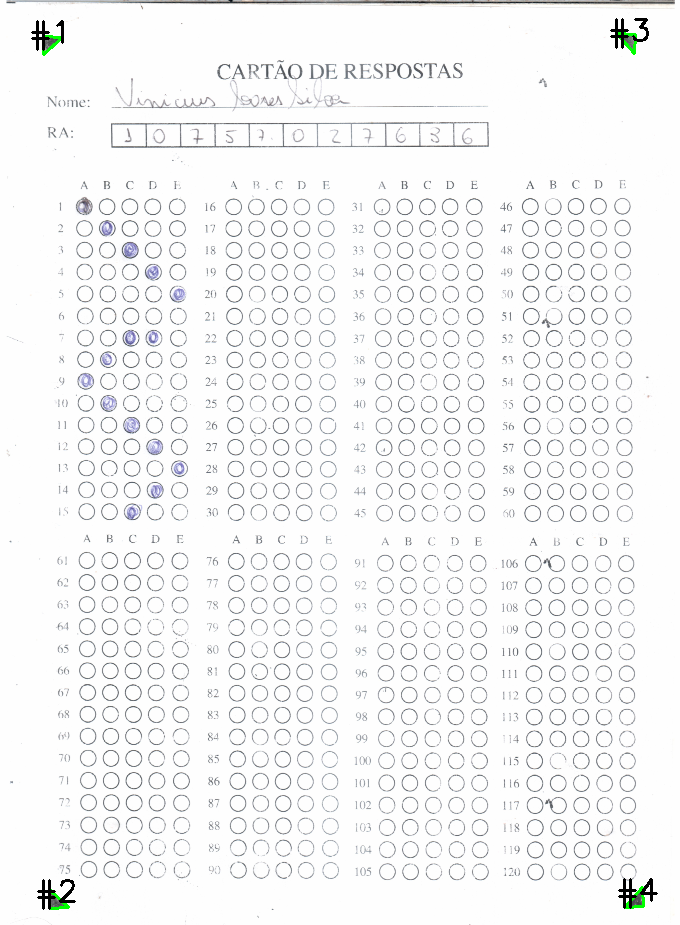 #1 #3
CARTÃO DE RESPOSTAS
Nome: Vinicius Soares Silva
RA: 1 0 7 5 7 0 2 7 6 3 6
A B C D E A B C D E A B C D E A B C D E
1 16 31 46
2 17 32 47
3 18 33 48
4 19 34 49
5 20 35 50
6 21 36 51
7 22 37 52
8 23 38 53
9 24 39 54
10 25 40 55
11 26 41 56
12 27 42 57
13 28 43 58
14 29 44 59
15 30 45 60
A B C D E A B C D E A B C D E A B C D E
61 76 91 106
62 77 92 107
63 78 93 108
64 79 94 109
65 80 95 110
66 81 96 111
67 82 97 112
68 83 98 113
69 84 99 114
70 85 100 115
71 86 101 116
72 87 102 117
73 88 103 118
74 89 104 119
75 90 105 120
#2 #4